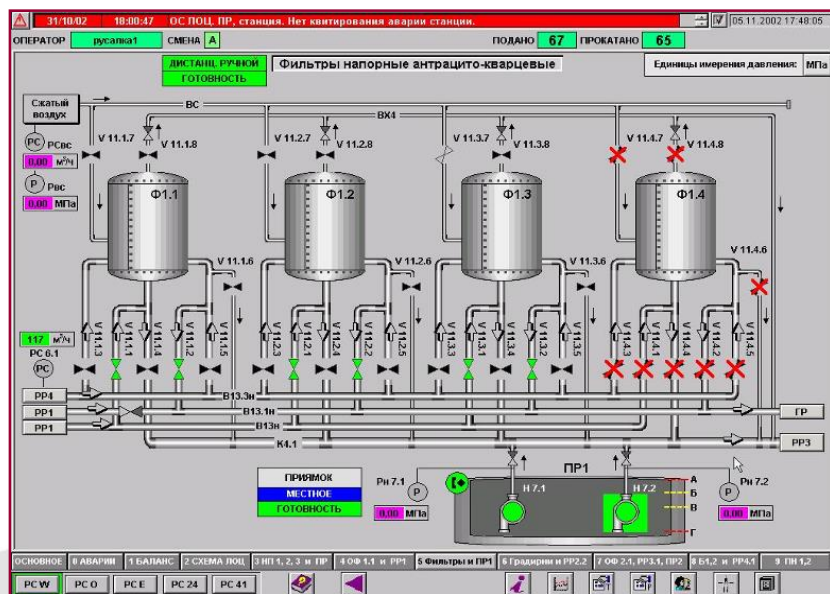 31/10/02 18:00:47 ОС ПОЦ. ПР, станция. Нет квитирования аварии станции. 05.11.2002 17:48:05
ОПЕРАТОР русалка1 СМЕНА А ПОДАНО 67 ПРОКАТАНО 65
ДИСТАНЦ. РУЧНОЙ
ГОТОВНОСТЬ
Фильтры напорные антрацито-кварцевые
Единицы имерения давления: МПа
Сжатый
воздух
ВС
ВХ4
РС РСвс
0,00 м³/ч
Р Рвс
0,00 МПа
V 11.1.7 V 11.1.8 V 11.2.7 V 11.2.8 V 11.3.7 V 11.3.8 V 11.4.7 V 11.4.8
Ф1.1 Ф1.2 Ф1.3 Ф1.4
V 11.1.6 V 11.2.6 V 11.3.6 V 11.4.6
117 м³/ч
РС 6.1
РС
V 11.1.3 V 11.1.1 V 11.1.4 V 11.1.2 V 11.1.5 V 11.2.3 V 11.2.1 V 11.2.4 V 11.2.2 V 11.2.5 V 11.3.3 V 11.3.1 V 11.3.4 V 11.3.2 V 11.3.5 V 11.4.3 V 11.4.1 V 11.4.4 V 11.4.2 V 11.4.5
РР4 В13.3н
РР1 В13.1н ГР
РР1 В13н
К4.1 РР3
ПРИЯМОК
МЕСТНОЕ
ГОТОВНОСТЬ
ПР1
Рн 7.1
Р
0,00 МПа
Н 7.1 Н 7.2
А
Б
В
Г
Рн 7.2
Р
0,00 МПа
ОСНОВНОЕ 0 АВАРИИ 1 БАЛАНС 2 СХЕМА ЛОЦ 3 НП 1, 2, 3 и ПР 4 ОФ 1.1 и РР1 5 Фильтры и ПР1 6 Градирни и РР2.2 7 ОФ 2.1, РР3.1, ПР2 8 Б1,2 и РР4.1 9 ПН 1,2
PC W PC O PC E PC 24 PC 41